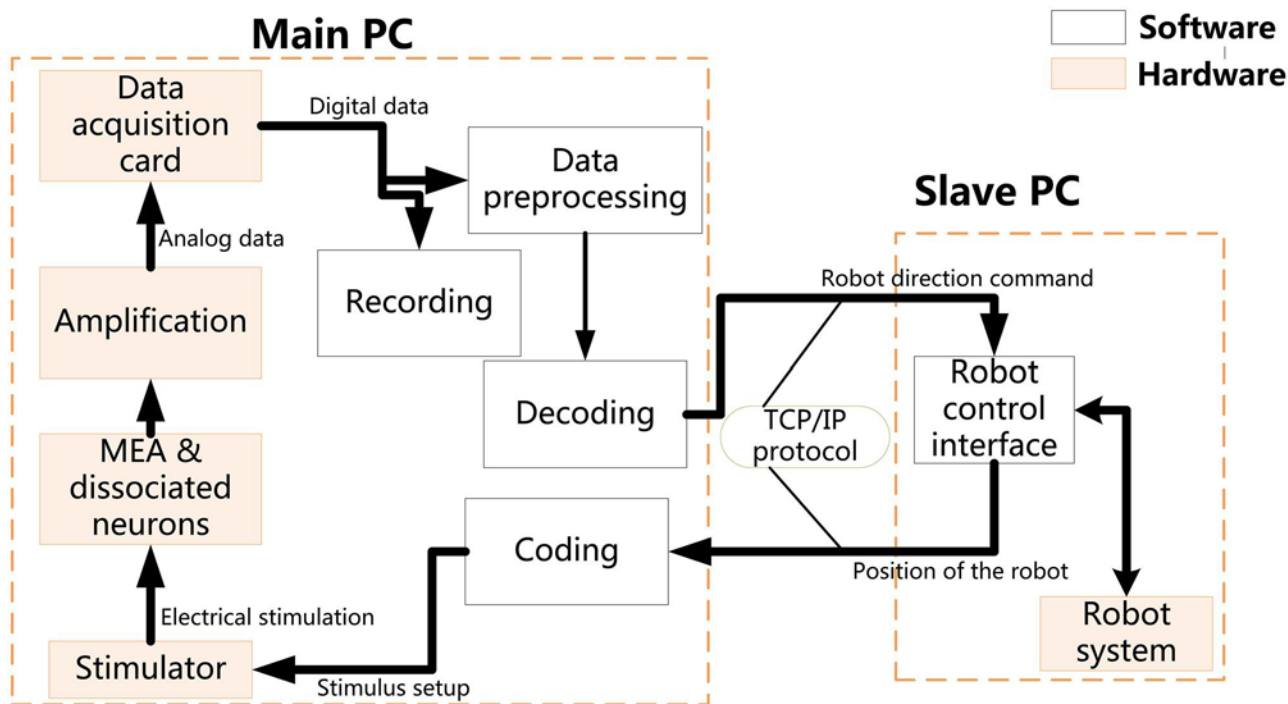 Main PC
Software
Hardware
Data
acquisition
card
Digital data
Data
preprocessing
Slave PC
Analog data
Recording
Robot direction command
Amplification
Decoding
TCP/IP
protocol
Robot
control
interface
MEA &
dissociated
neurons
Coding
Position of the robot
Electrical stimulation
Robot
system
Stimulator
Stimulus setup